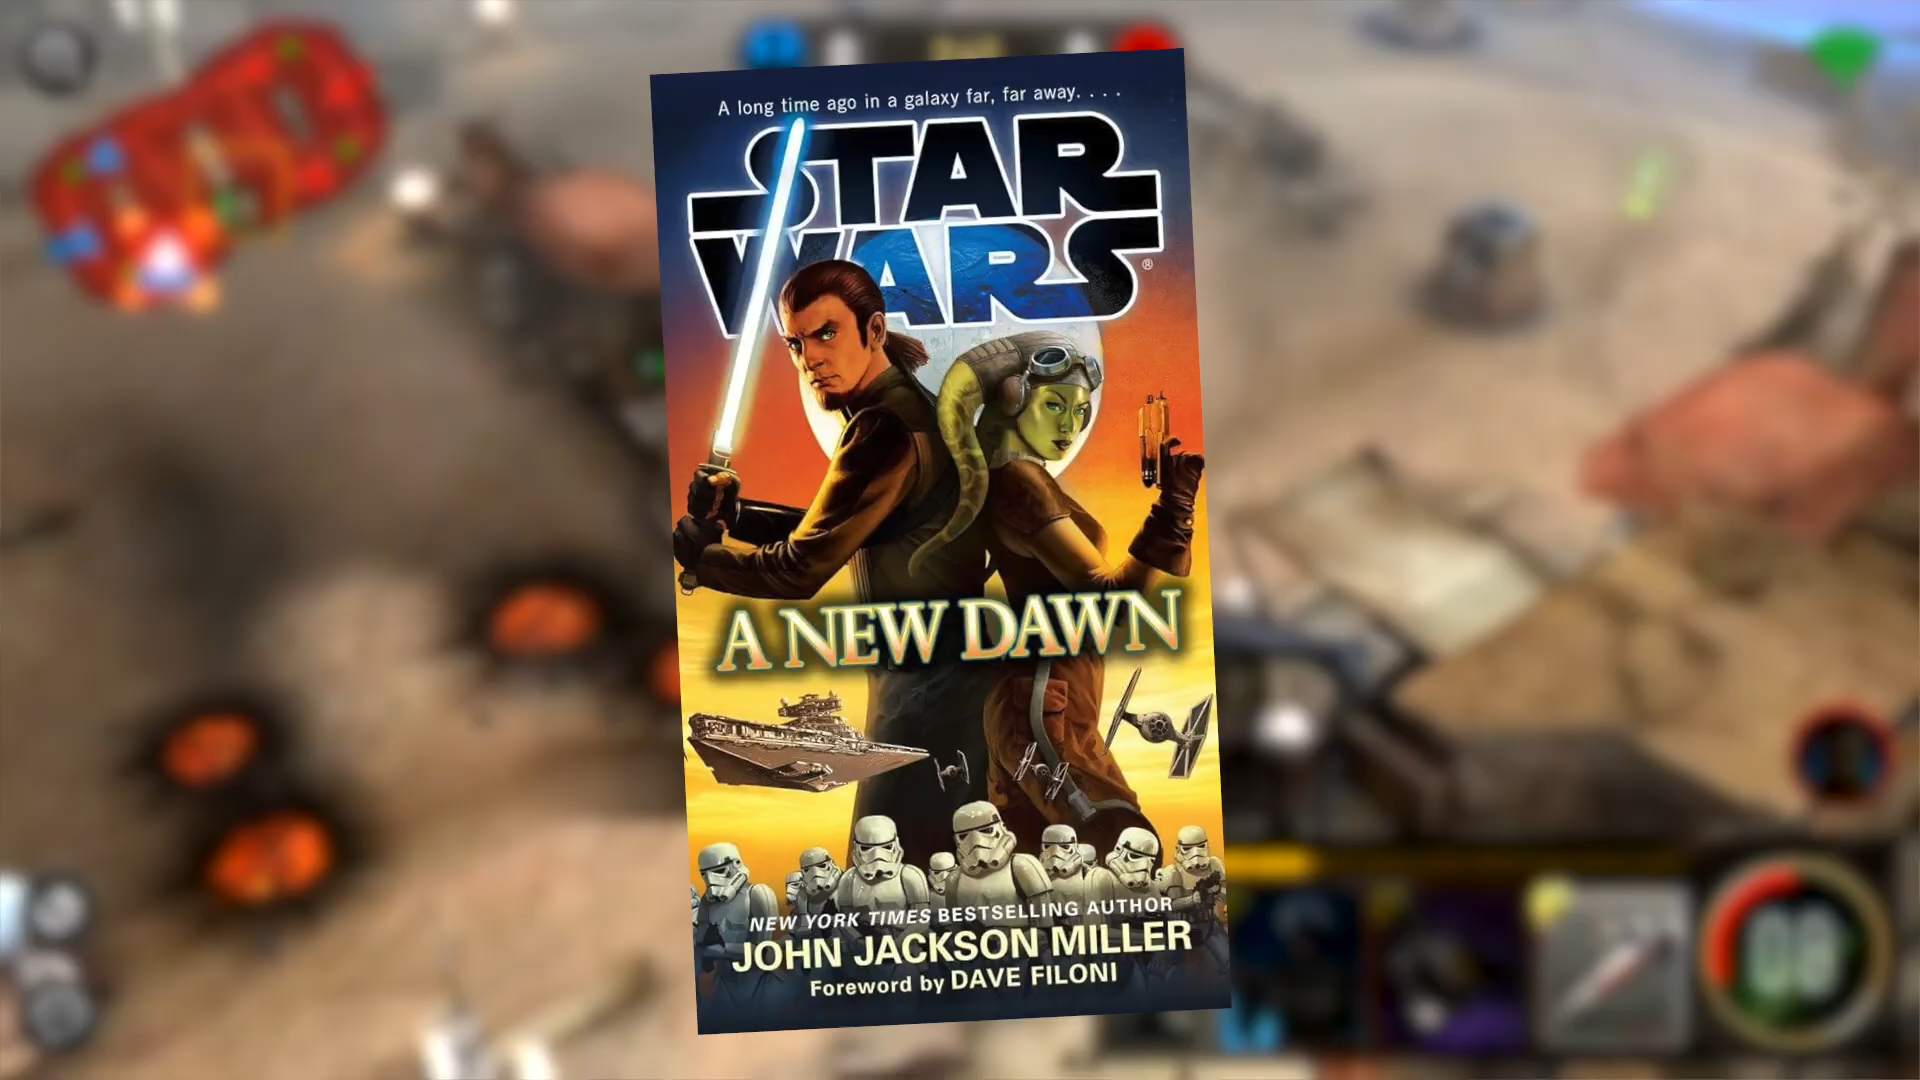 A long time ago in a galaxy far, far away. . . .
STAR
WARS®
A NEW DAWN
NEW YORK TIMES BESTSELLING AUTHOR
JOHN JACKSON MILLER
Foreword by DAVE FILONI